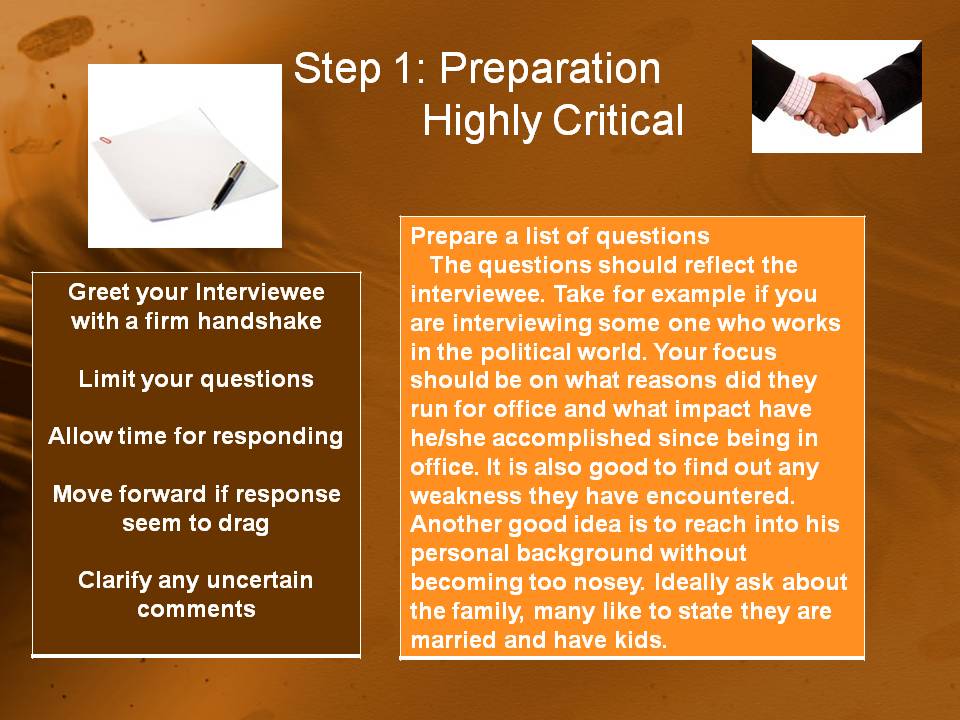 Step 1: Preparation
Highly Critical
Greet your Interviewee
with a firm handshake
Limit your questions
Allow time for responding
Move forward if response
seem to drag
Clarify any uncertain
comments
Prepare a list of questions
The questions should reflect the
interviewee. Take for example if you
are interviewing some one who works
in the political world. Your focus
should be on what reasons did they
run for office and what impact have
he/she accomplished since being in
office. It is also good to find out any
weakness they have encountered.
Another good idea is to reach into his
personal background without
becoming too nosey. Ideally ask about
the family, many like to state they are
married and have kids.